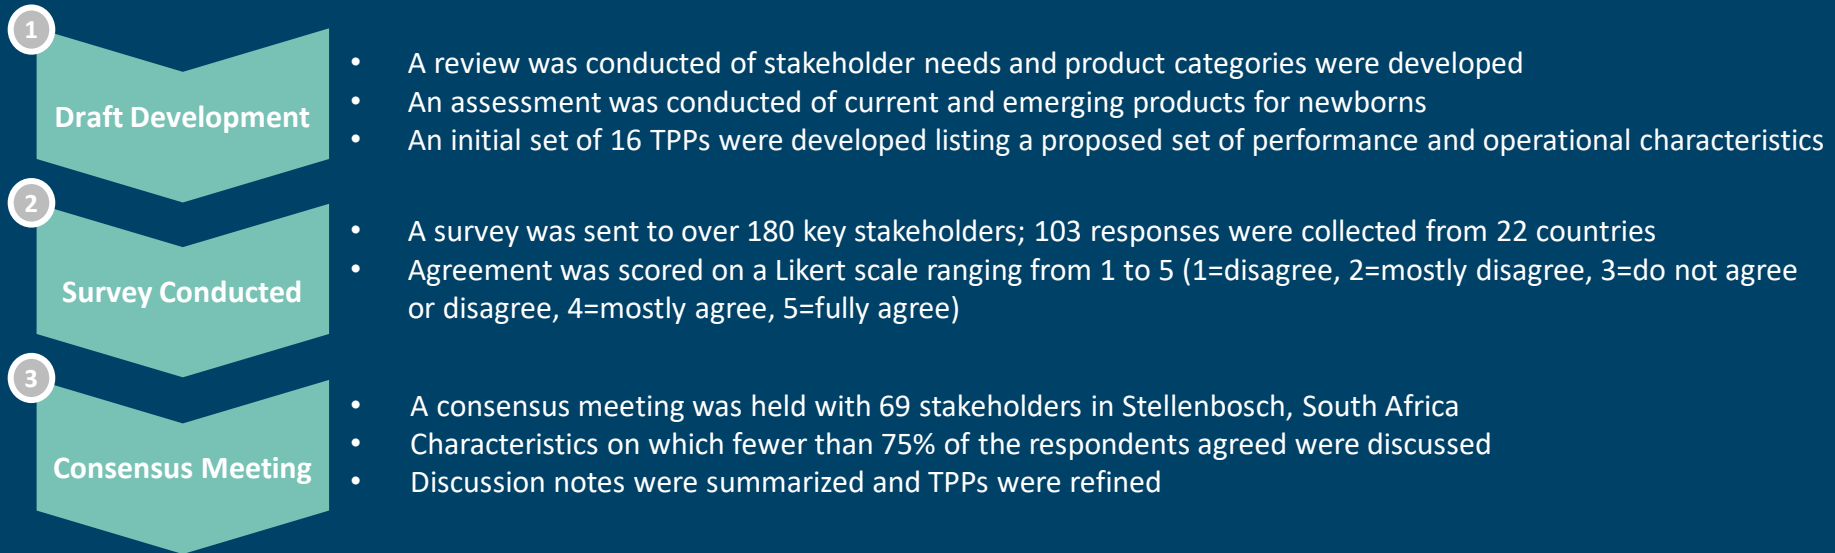 1
Draft Development
• A review was conducted of stakeholder needs and product categories were developed
• An assessment was conducted of current and emerging products for newborns
• An initial set of 16 TPPs were developed listing a proposed set of performance and operational characteristics
2
Survey Conducted
• A survey was sent to over 180 key stakeholders; 103 responses were collected from 22 countries
• Agreement was scored on a Likert scale ranging from 1 to 5 (1=disagree, 2=mostly disagree, 3=do not agree
or disagree, 4=mostly agree, 5=fully agree)
3
Consensus Meeting
• A consensus meeting was held with 69 stakeholders in Stellenbosch, South Africa
• Characteristics on which fewer than 75% of the respondents agreed were discussed
• Discussion notes were summarized and TPPs were refined